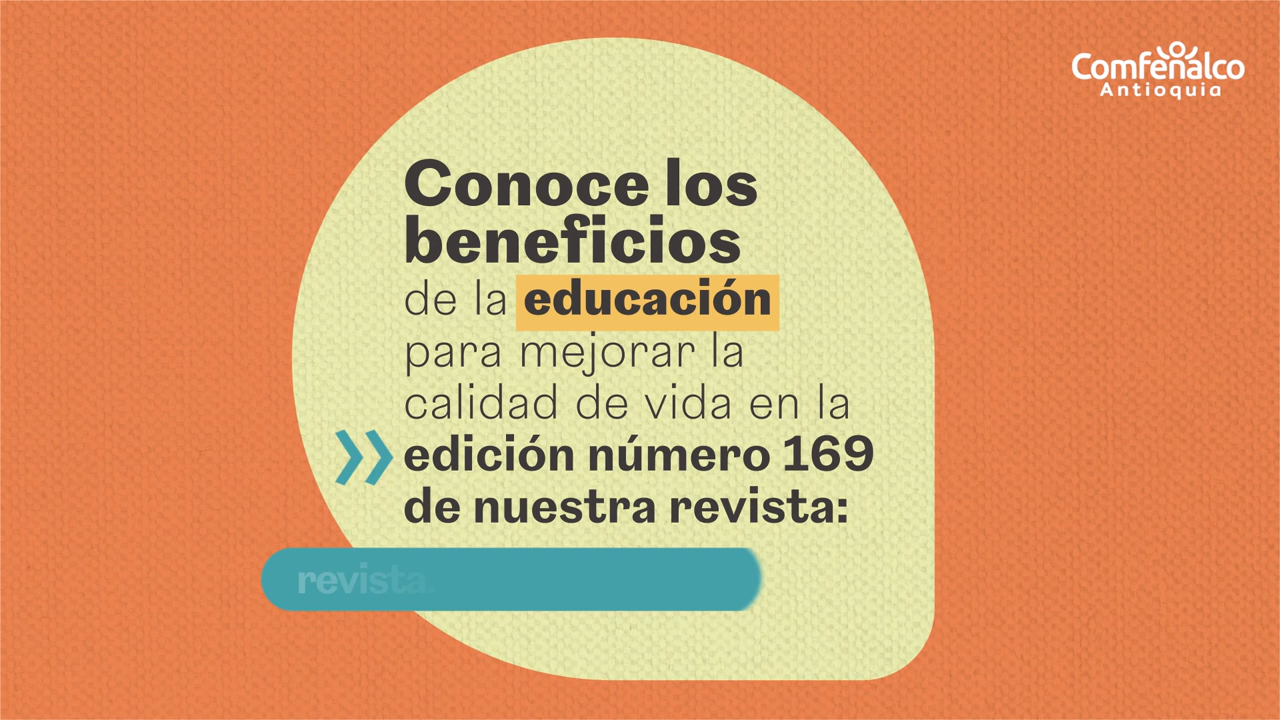 Comfenalco
Antioquia
Conoce los
beneficios
de la educación
para mejorar la
calidad de vida en la
edición número 169
de nuestra revista:
revista.